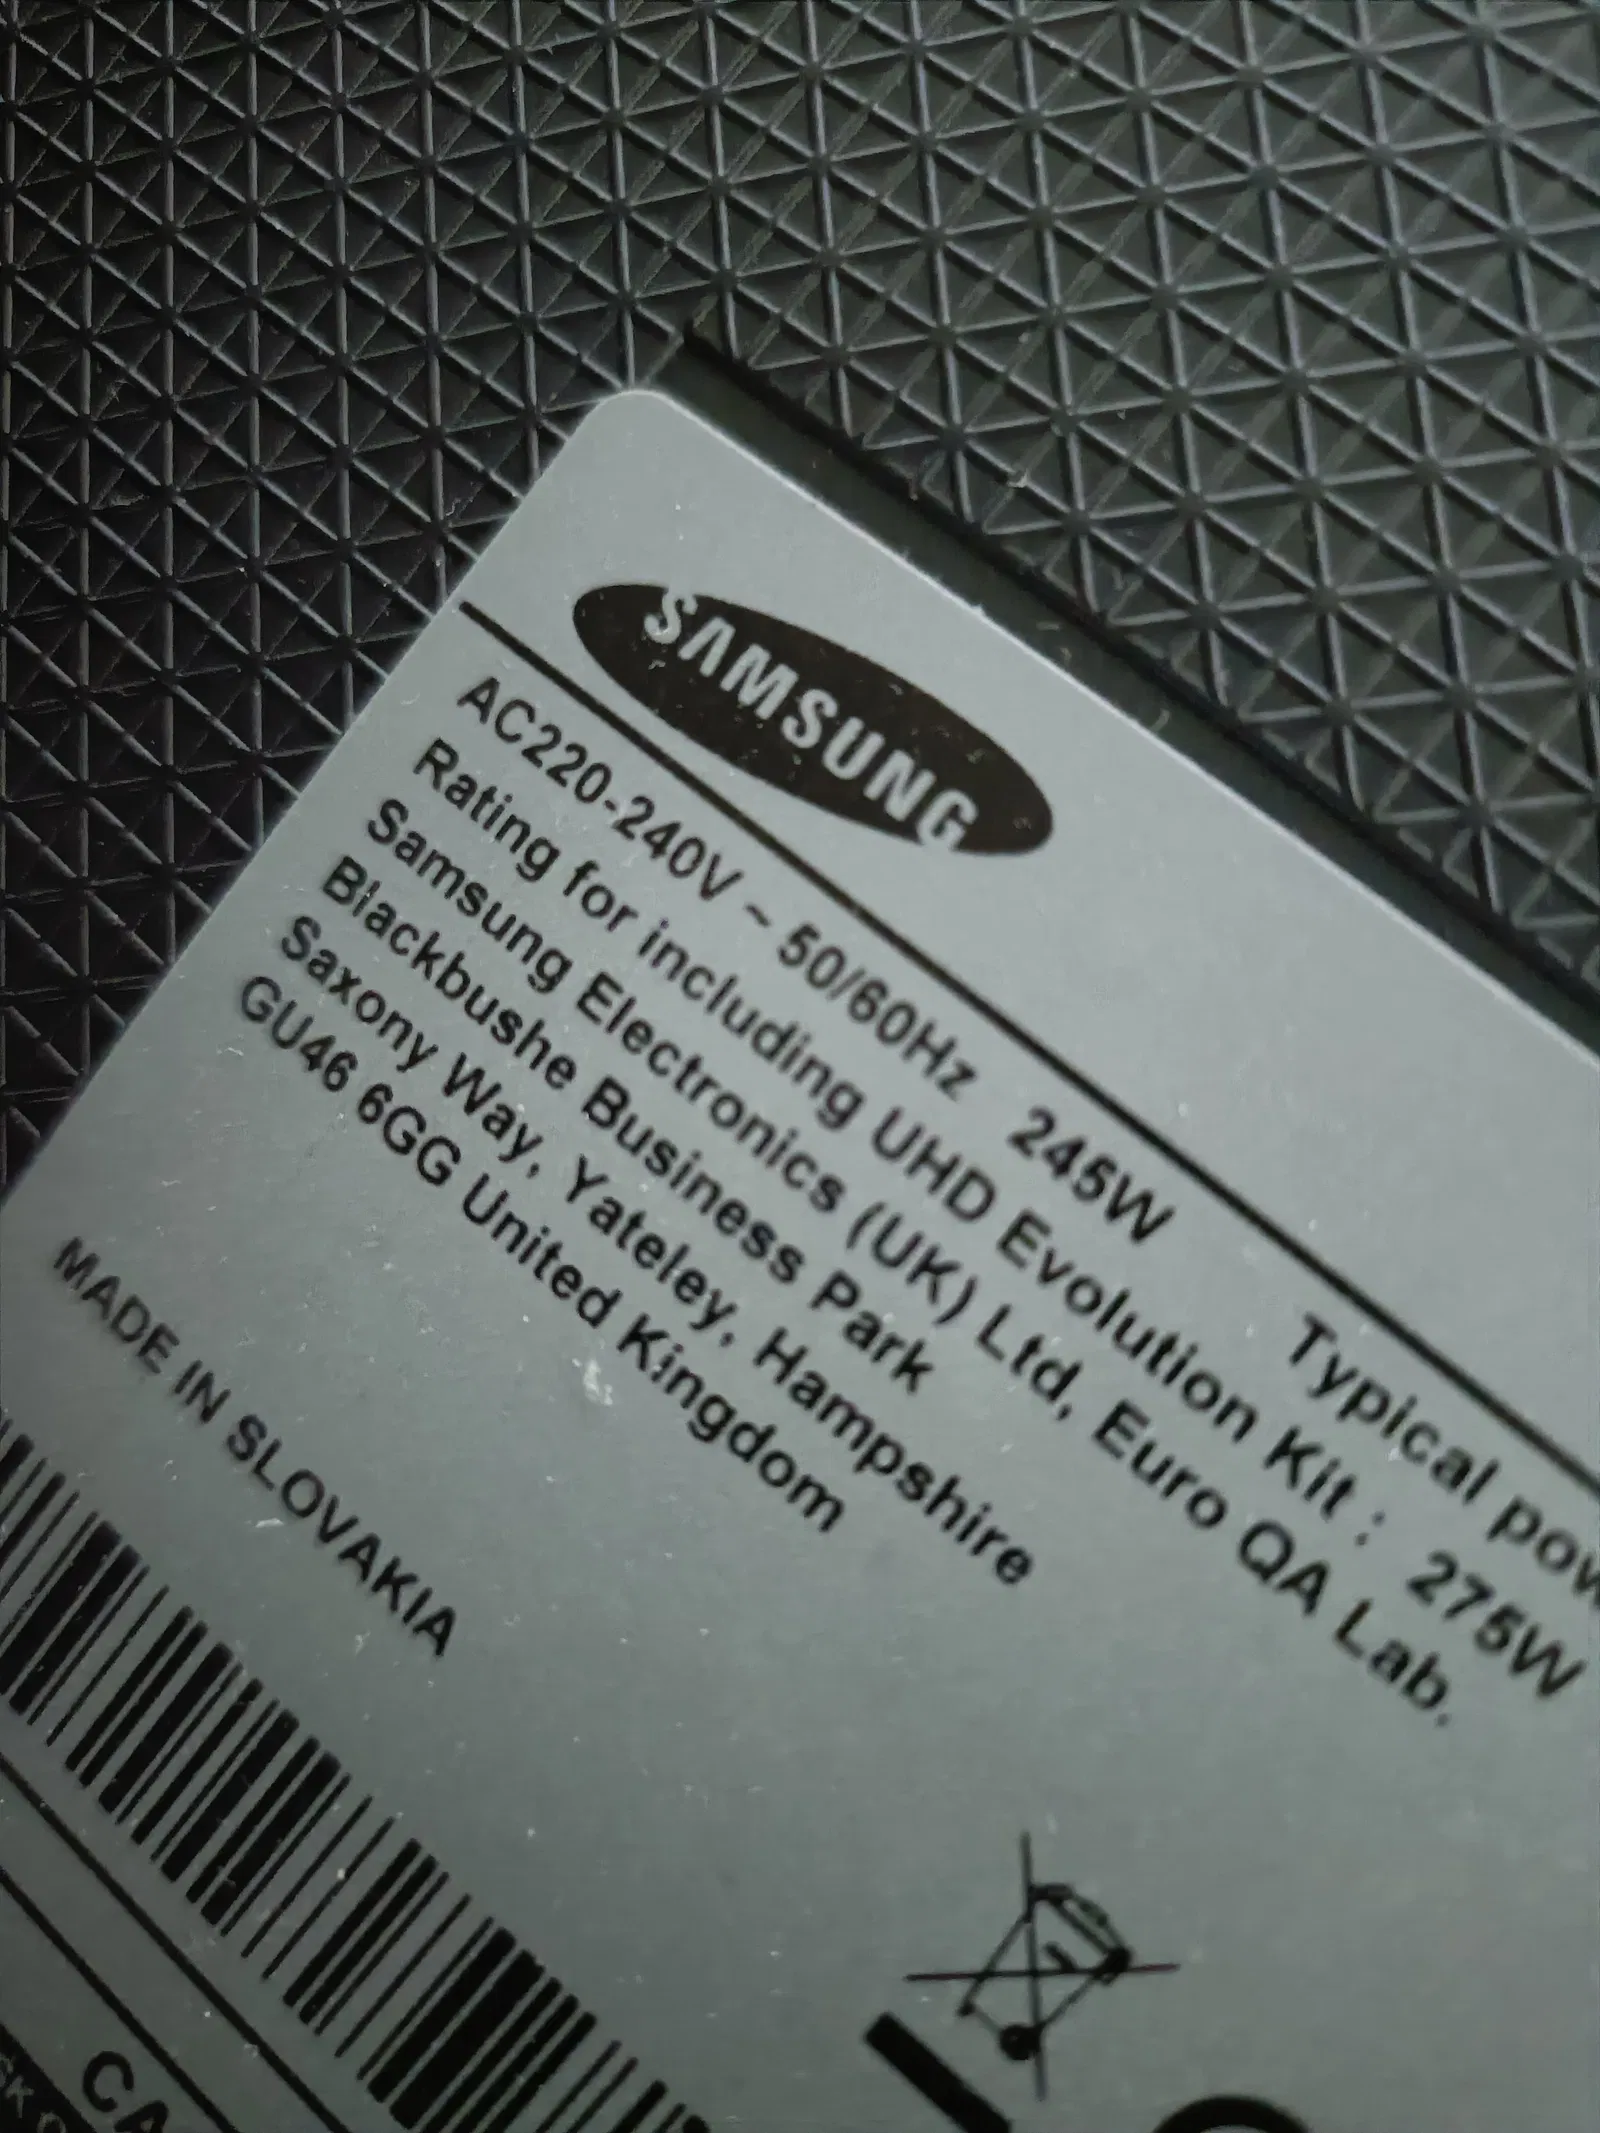 SAMSUNG
AC220-240V ~ 50/60Hz 245W Typical
Rating for including UHD Evolution Kit : 275W
Samsung Electronics (UK) Ltd, Euro QA Lab.
Blackbushe Business Park
Saxony Way, Yateley, Hampshire
GU46 6GG United Kingdom
MADE IN SLOVAKIA